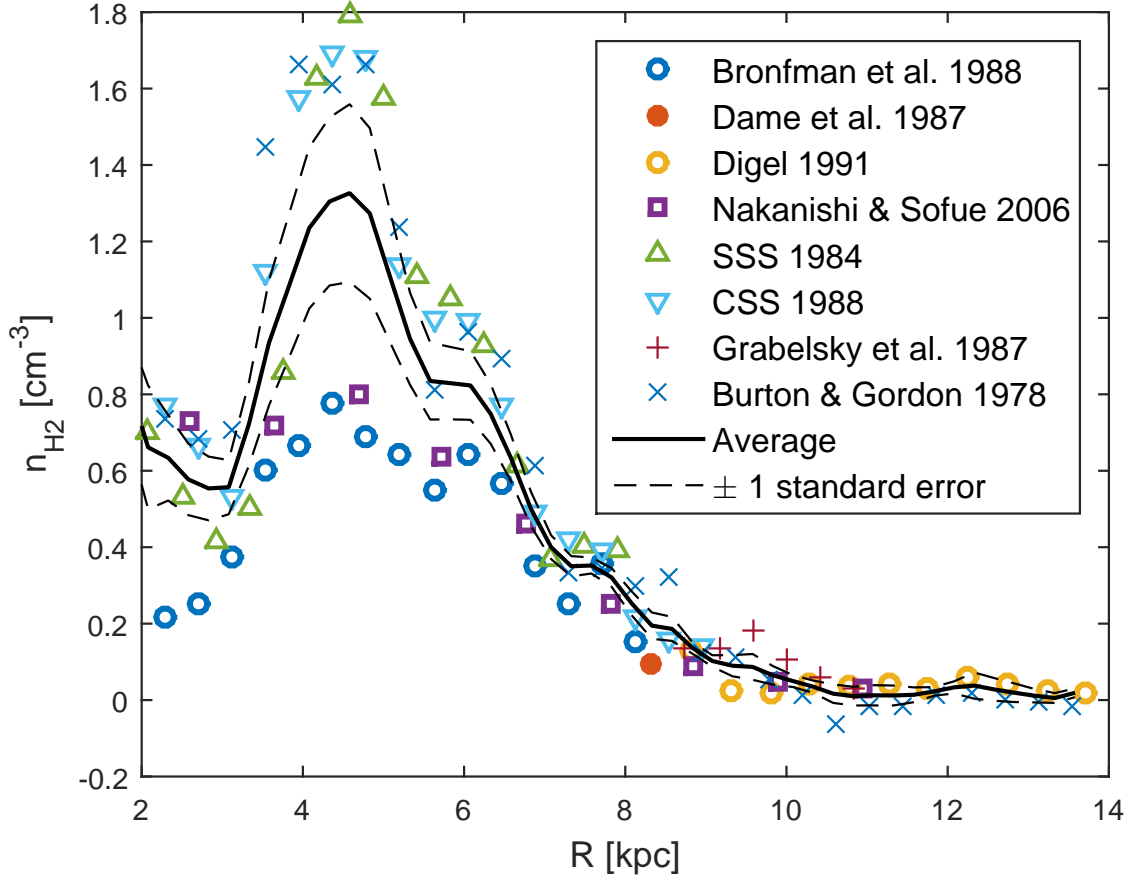 1.8
1.6
1.4
1.2
1
0.8
0.6
0.4
0.2
0
-0.2
n_{H2} [cm^{-3}]
Bronfman et al. 1988
Dame et al. 1987
Digel 1991
Nakanishi & Sofue 2006
SSS 1984
CSS 1988
Grabelsky et al. 1987
Burton & Gordon 1978
Average
± 1 standard error
2 4 6 8 10 12 14
R [kpc]